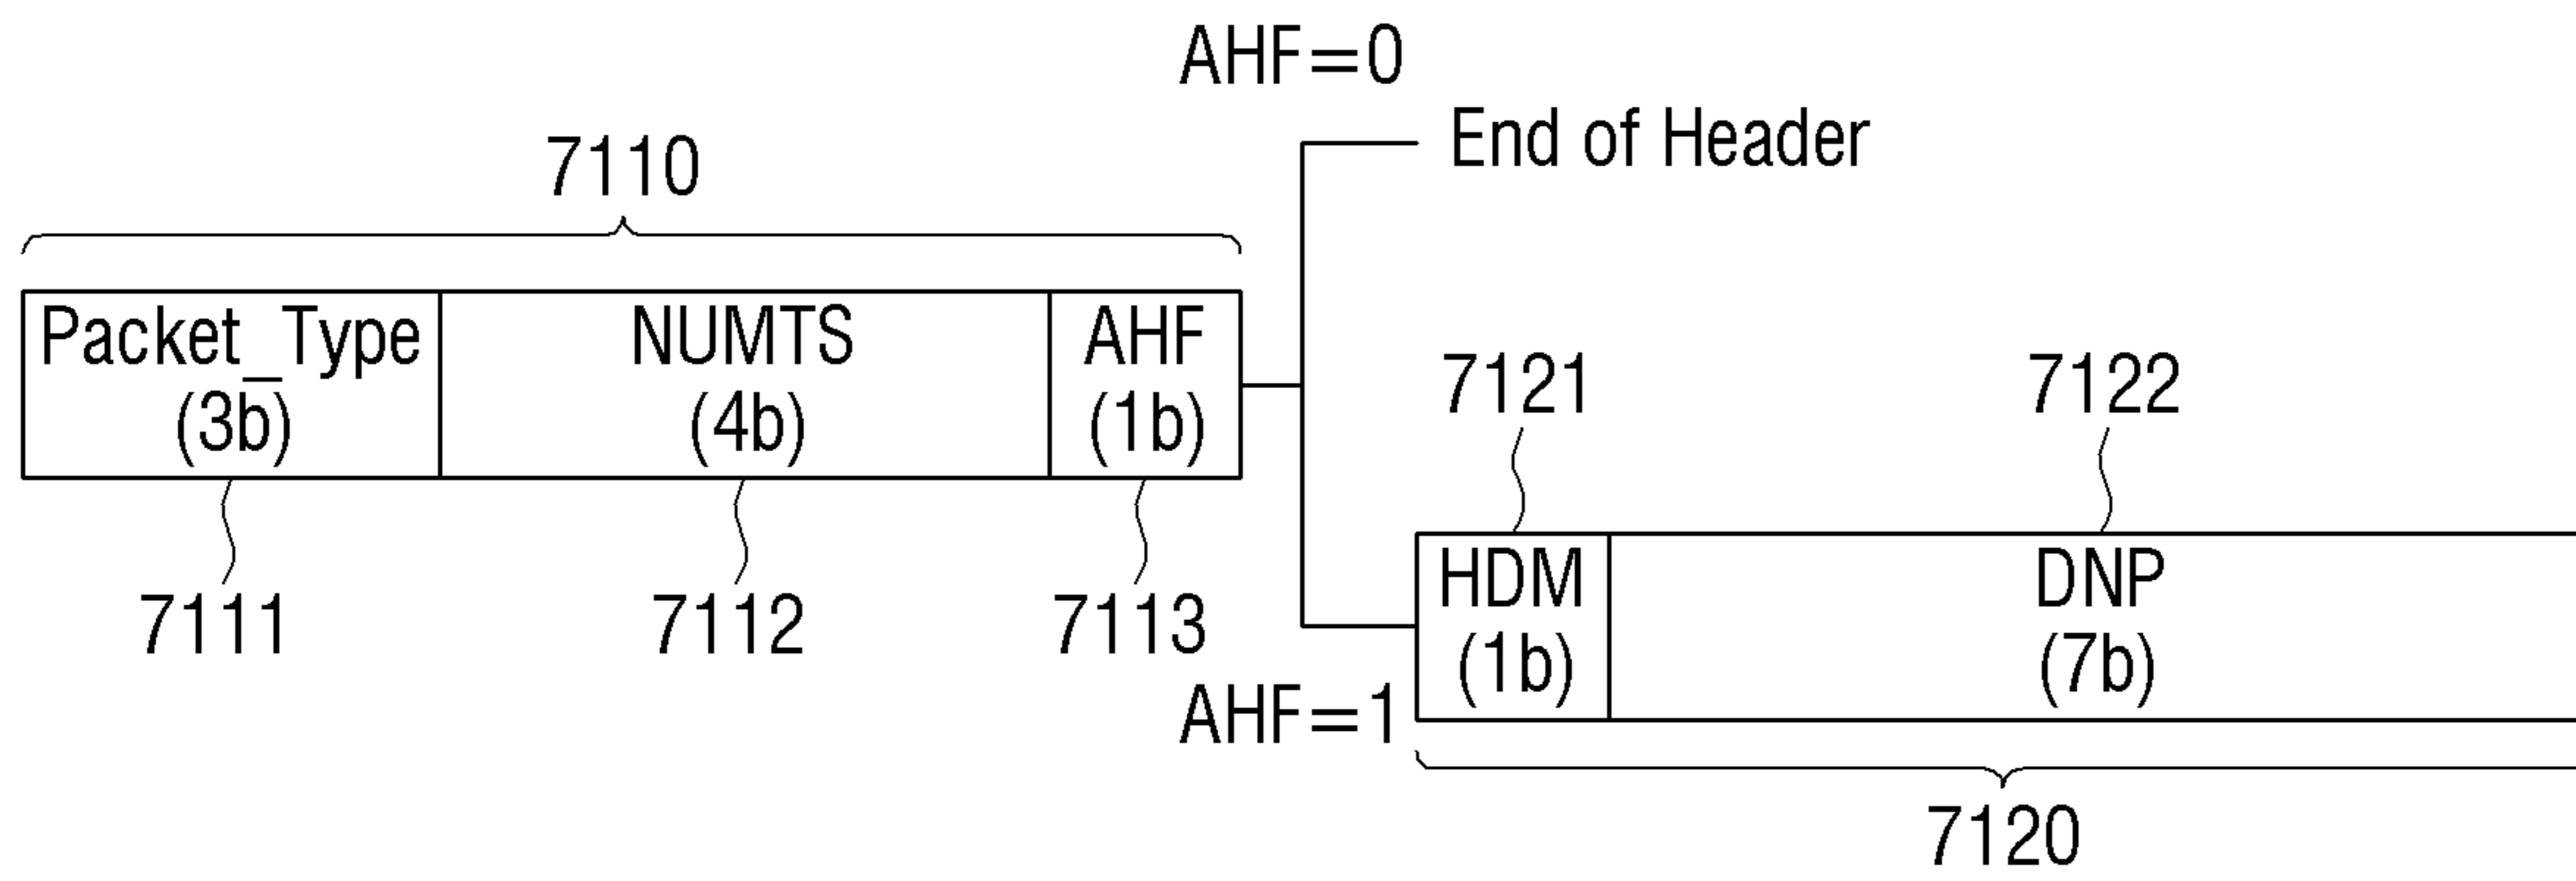 AHF=0
End of Header
7110
Packet_Type
(3b)
NUMTS
(4b)
AHF
(1b)
7111
7112
7113
7121
7122
HDM
(1b)
DNP
(7b)
AHF=1
7120